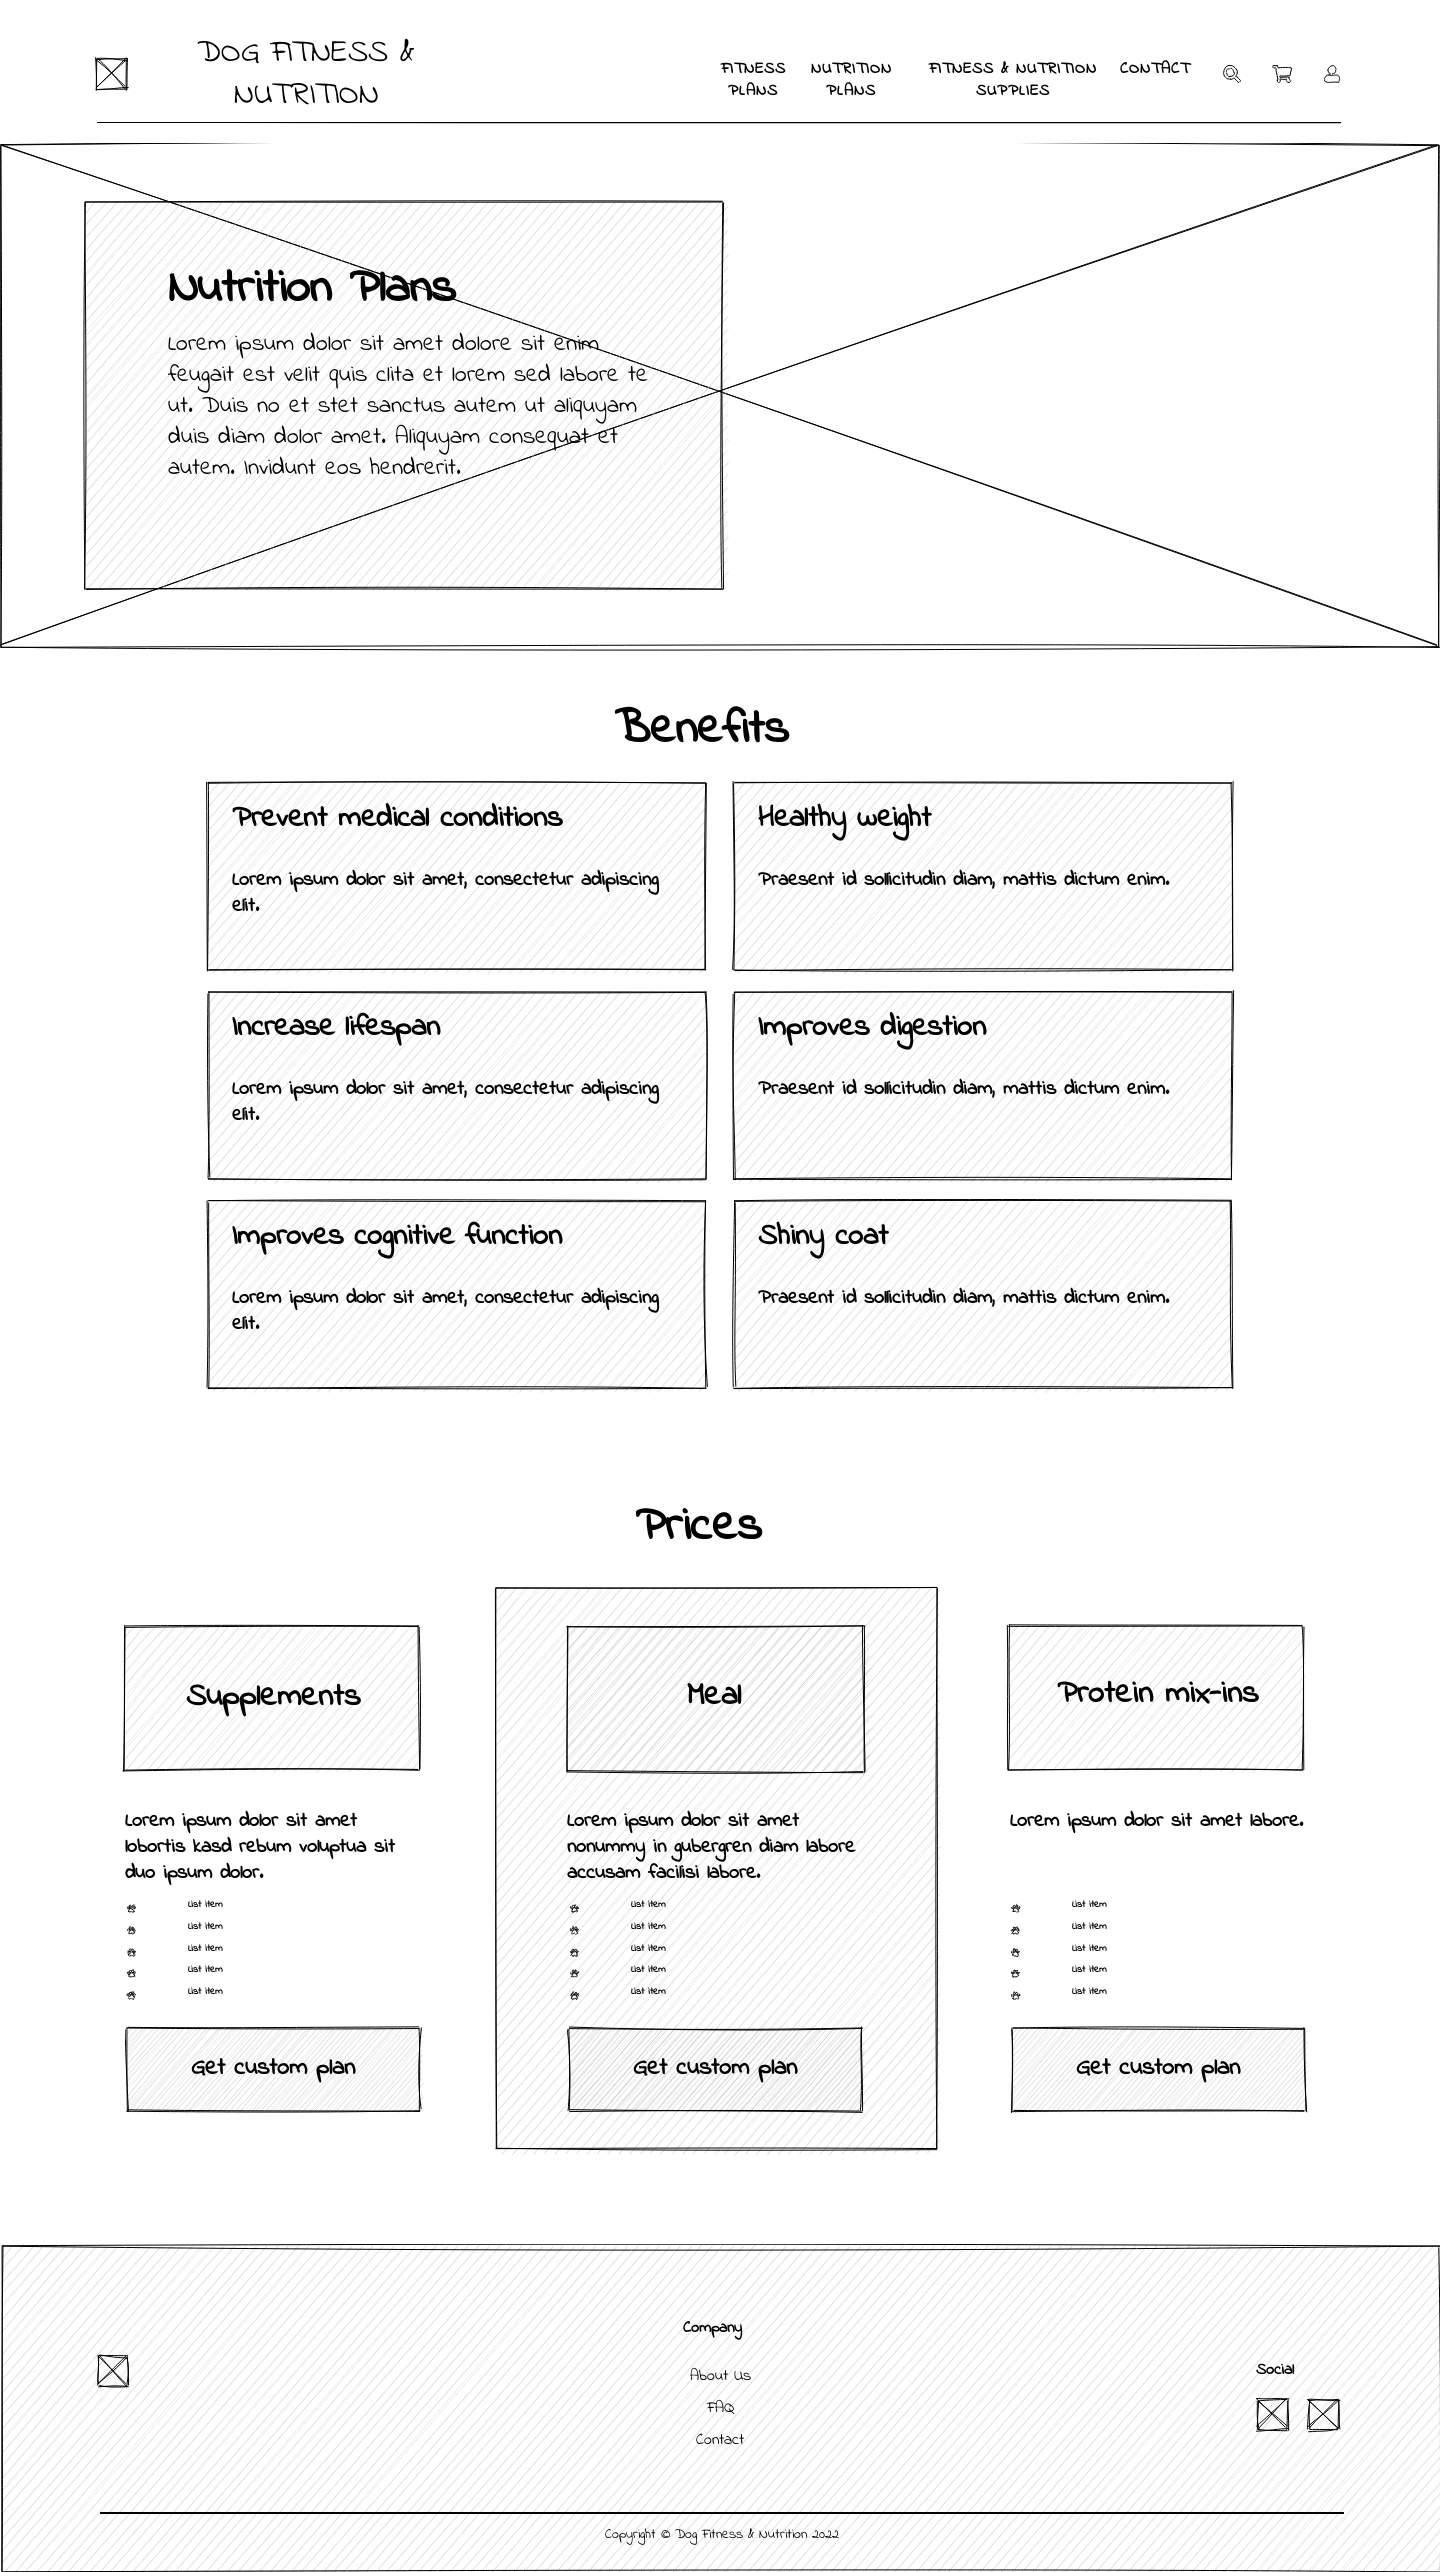 DOG FITNESS &
NUTRITION
FITNESS
PLANS
NUTRITION
PLANS
FITNESS & NUTRITION
SUPPLIES
CONTACT
Nutrition Plans
Lorem ipsum dolor sit amet dolore sit enim
feugait est velit quis clita et lorem sed labore te
ut. Duis no et stet sanctus autem ut aliquyam
duis diam dolor amet. Aliquyam consequat et
autem. Invidunt eos hendrerit.
Benefits
Prevent medical conditions
Lorem ipsum dolor sit amet, consectetur adipiscing
elit.
Healthy weight
Praesent id sollicitudin diam, mattis dictum enim.
Increase lifespan
Lorem ipsum dolor sit amet, consectetur adipiscing
elit.
Improves digestion
Praesent id sollicitudin diam, mattis dictum enim.
Improves cognitive function
Lorem ipsum dolor sit amet, consectetur adipiscing
elit.
Shiny coat
Praesent id sollicitudin diam, mattis dictum enim.
Prices
Supplements
Lorem ipsum dolor sit amet
lobortis kasd rebum voluptua sit
duo ipsum dolor.
List item
List item
List item
List item
List item
Get custom plan
Meal
Lorem ipsum dolor sit amet
nonummy in gubergren diam labore
accusam facilisi labore.
List item
List item
List item
List item
List item
Get custom plan
Protein mix-ins
Lorem ipsum dolor sit amet labore.
List item
List item
List item
List item
List item
Get custom plan
Company
About Us
FAQ
Contact
Social
Copyright © Dog Fitness & Nutrition 2022